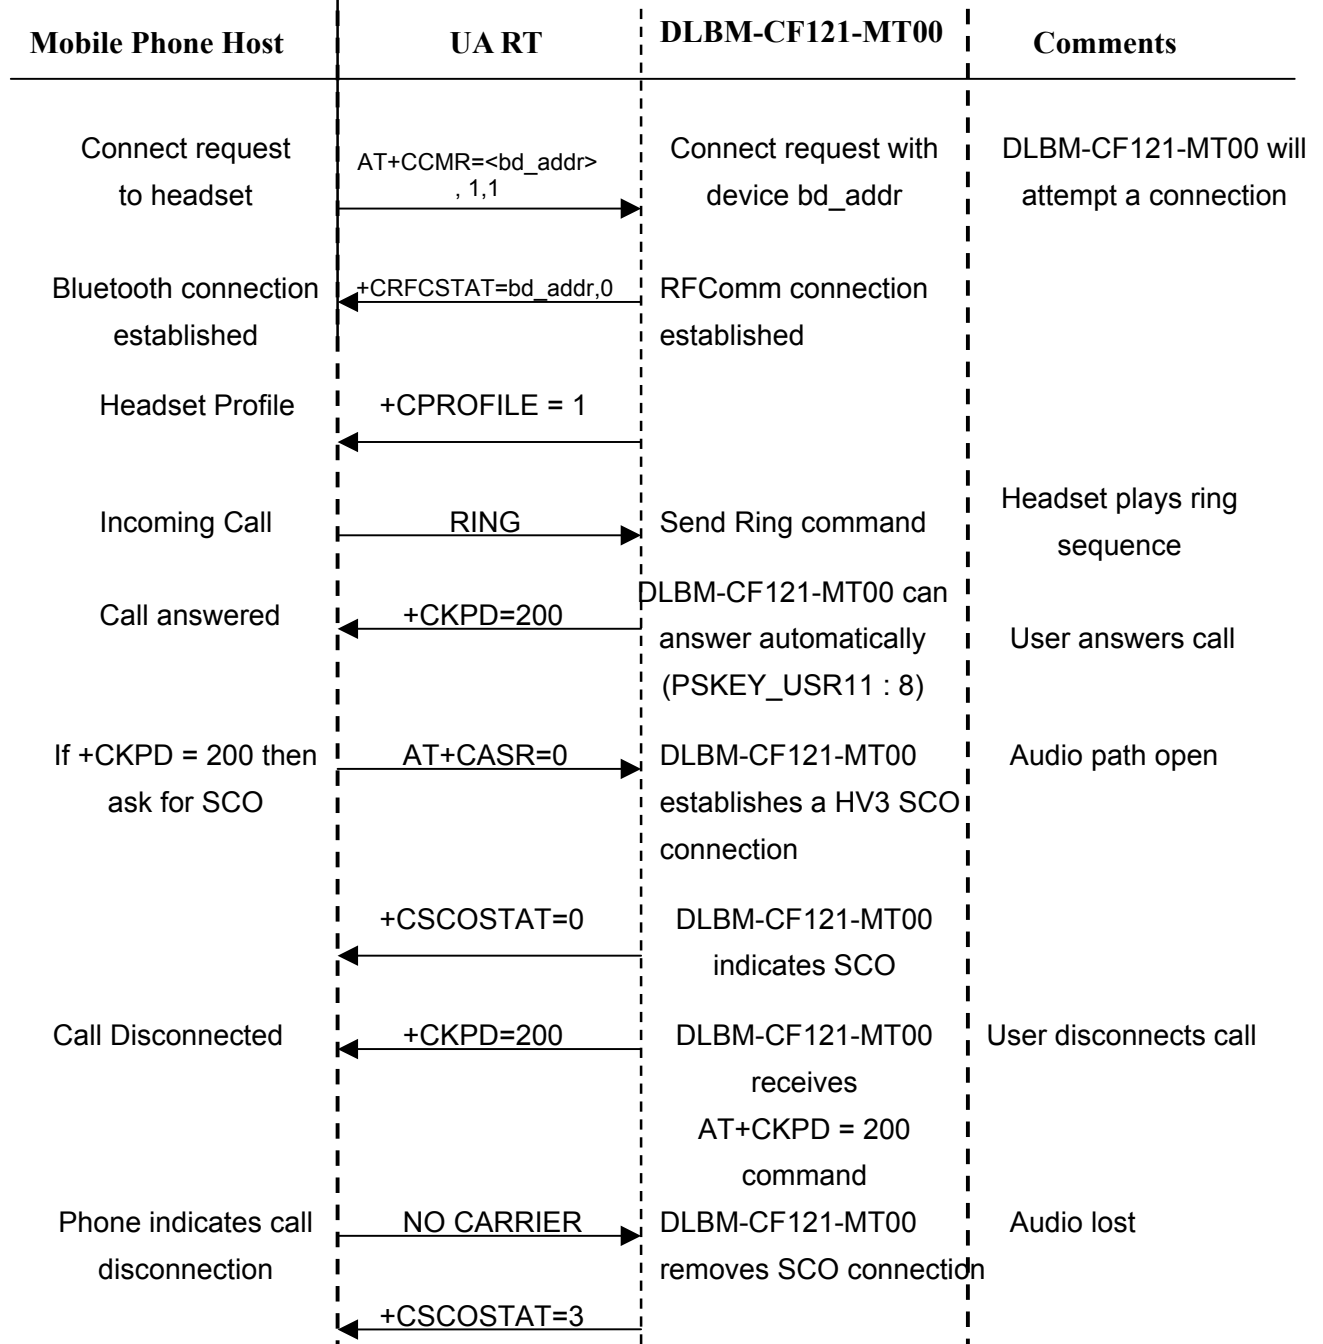 Mobile Phone Host
UART
DLBM-CF121-MT00
Comments
Connect request
to headset
AT+CCMR=<bd_addr>
, 1,1
Connect request with
device bd_addr
DLBM-CF121-MT00 will
attempt a connection
Bluetooth connection
established
+CRFCSTAT=bd_addr,0
RFComm connection
established
Headset Profile
+CPROFILE = 1
Incoming Call
RING
Send Ring command
Headset plays ring
sequence
Call answered
+CKPD=200
DLBM-CF121-MT00 can
answer automatically
(PSKEY_USR11 : 8)
User answers call
If +CKPD = 200 then
ask for SCO
AT+CASR=0
DLBM-CF121-MT00
establishes a HV3 SCO
connection
Audio path open
+CSCOSTAT=0
DLBM-CF121-MT00
indicates SCO
Call Disconnected
+CKPD=200
DLBM-CF121-MT00
receives
AT+CKPD = 200
command
User disconnects call
Phone indicates call
disconnection
NO CARRIER
DLBM-CF121-MT00
removes SCO connection
Audio lost
+CSCOSTAT=3